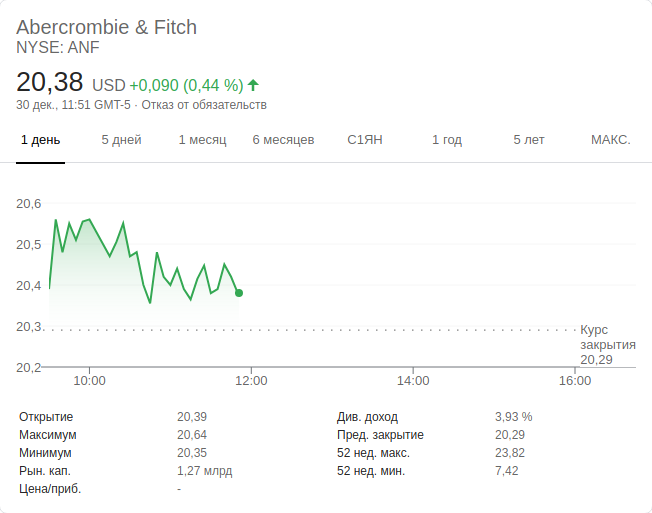 Abercrombie & Fitch
NYSE: ANF
20,38 USD +0,090 (0,44 %)
30 дек., 11:51 GMT-5 · Отказ от обязательств
1 день 5 дней 1 месяц 6 месяцев С1ЯН 1 год 5 лет МАКС.
20,6
20,5
20,4
20,3
20,2
Курс
закрытия
20,29
10:00 12:00 14:00 16:00
Открытие 20,39 Див. доход 3,93 %
Максимум 20,64 Пред. закрытие 20,29
Минимум 20,35 52 нед. макс. 23,82
Рын. кап. 1,27 млрд 52 нед. мин. 7,42
Цена/приб. -